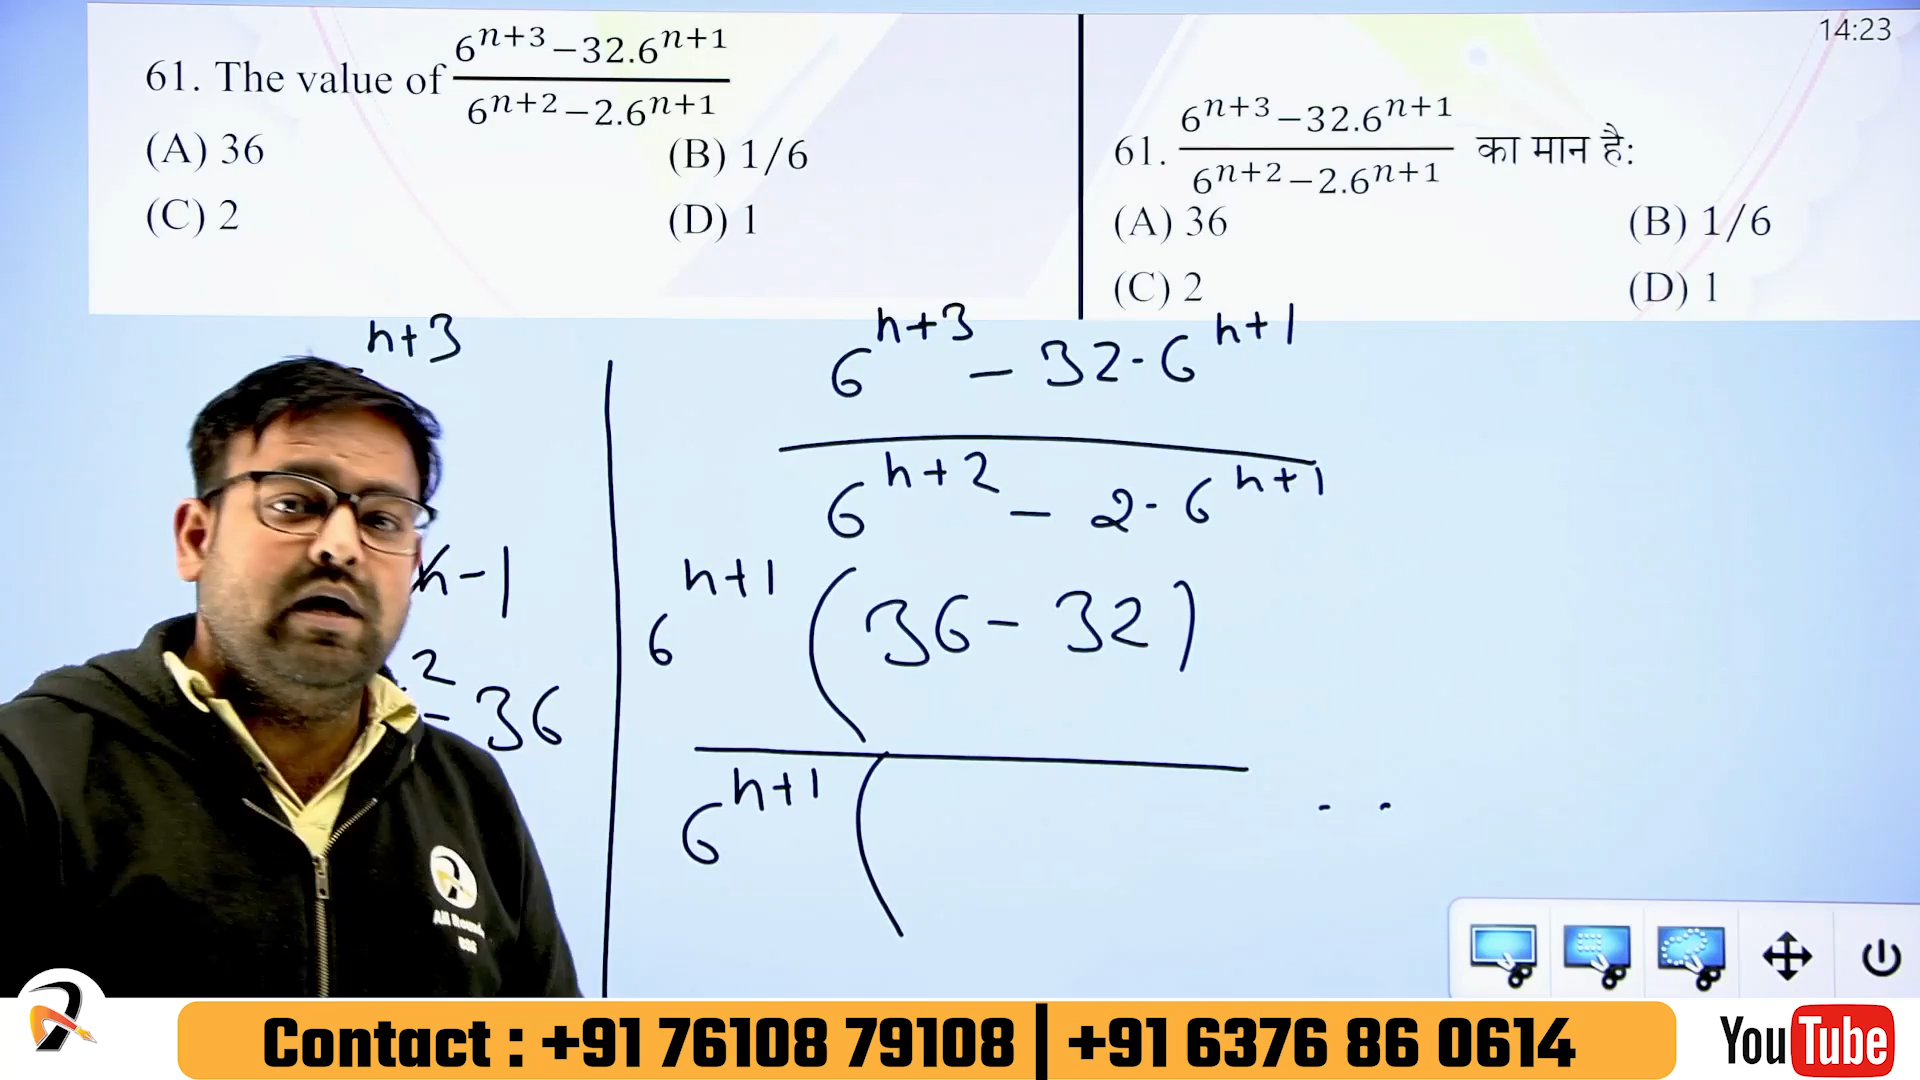 14:23
61. The value of \frac{6^{n+3}-32.6^{n+1}}{6^{n+2}-2.6^{n+1}}
(A) 36 (B) 1/6
(C) 2 (D) 1
61. \frac{6^{n+3}-32.6^{n+1}}{6^{n+2}-2.6^{n+1}} का मान है:
(A) 36 (B) 1/6
(C) 2 (D) 1
n+3
n-1
2
- 36
6^{n+3} - 32·6^{n+1}
6^{n+2} - 2·6^{n+1}
6^{n+1} (36-32)
6^{n+1} (
Contact : +91 76108 79108 | +91 6376 86 0614
YouTube